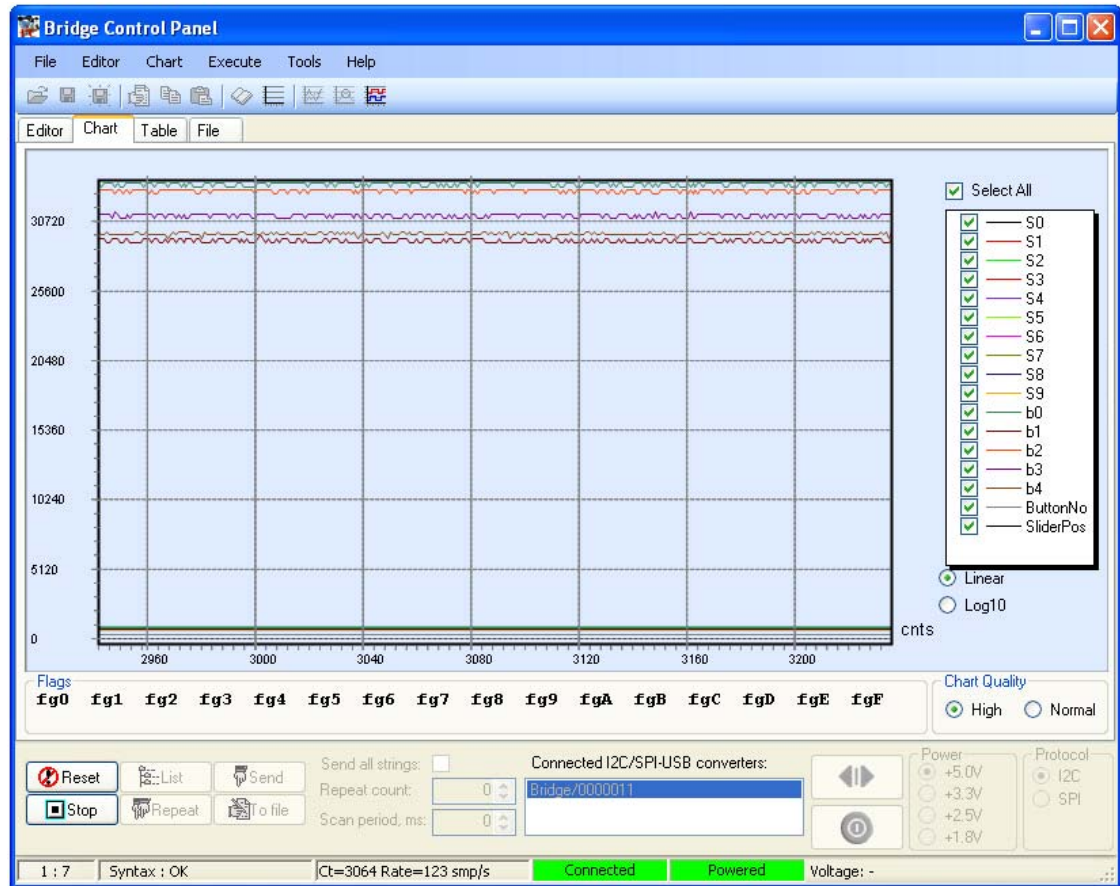 Bridge Control Panel
File Editor Chart Execute Tools Help
Editor Chart Table File
30720
25600
20480
15360
10240
5120
0
2960 3000 3040 3080 3120 3160 3200
cnts
Select All
S0
S1
S2
S3
S4
S5
S6
S7
S8
S9
b0
b1
b2
b3
b4
ButtonNo
SliderPos
Linear
Log10
Flags
fg0 fg1 fg2 fg3 fg4 fg5 fg6 fg7 fg8 fg9 fgA fgB fgC fgD fgE fgF
Chart Quality
High Normal
Reset List Send
Stop Repeat To file
Send all strings:
Repeat count: 0
Scan period, ms: 0
Connected I2C/SPI-USB converters:
Bridge/0000011
Power
+5.0V
+3.3V
+2.5V
+1.8V
Protocol
I2C
SPI
1 : 7 Syntax : OK Ct=3064 Rate=123 smp/s Connected Powered Voltage: -